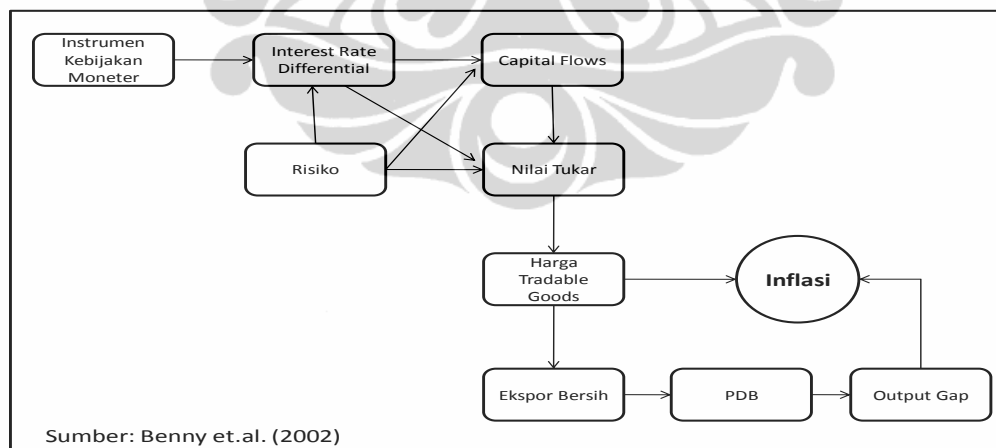 Instrumen
Kebijakan
Moneter
Interest Rate
Differential
Capital Flows
Risiko
Nilai Tukar
Harga
Tradable
Goods
Inflasi
Ekspor Bersih
PDB
Output Gap
Sumber: Benny et.al. (2002)